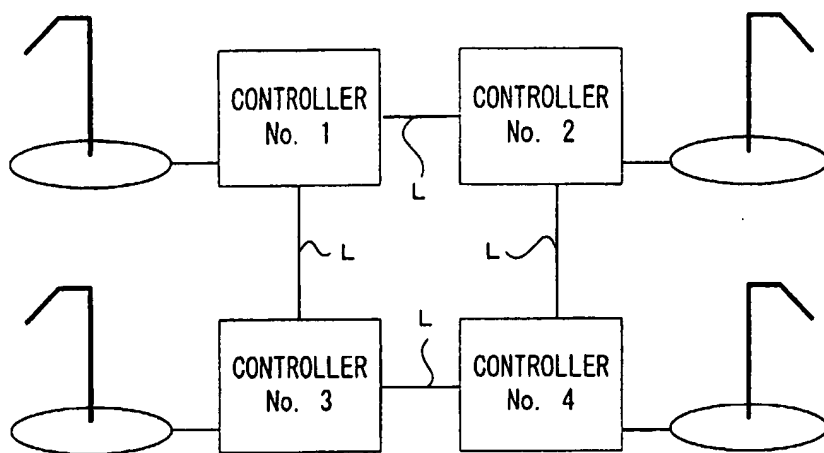 CONTROLLER
No. 1
CONTROLLER
No. 2
L
L
L
L
CONTROLLER
No. 3
CONTROLLER
No. 4